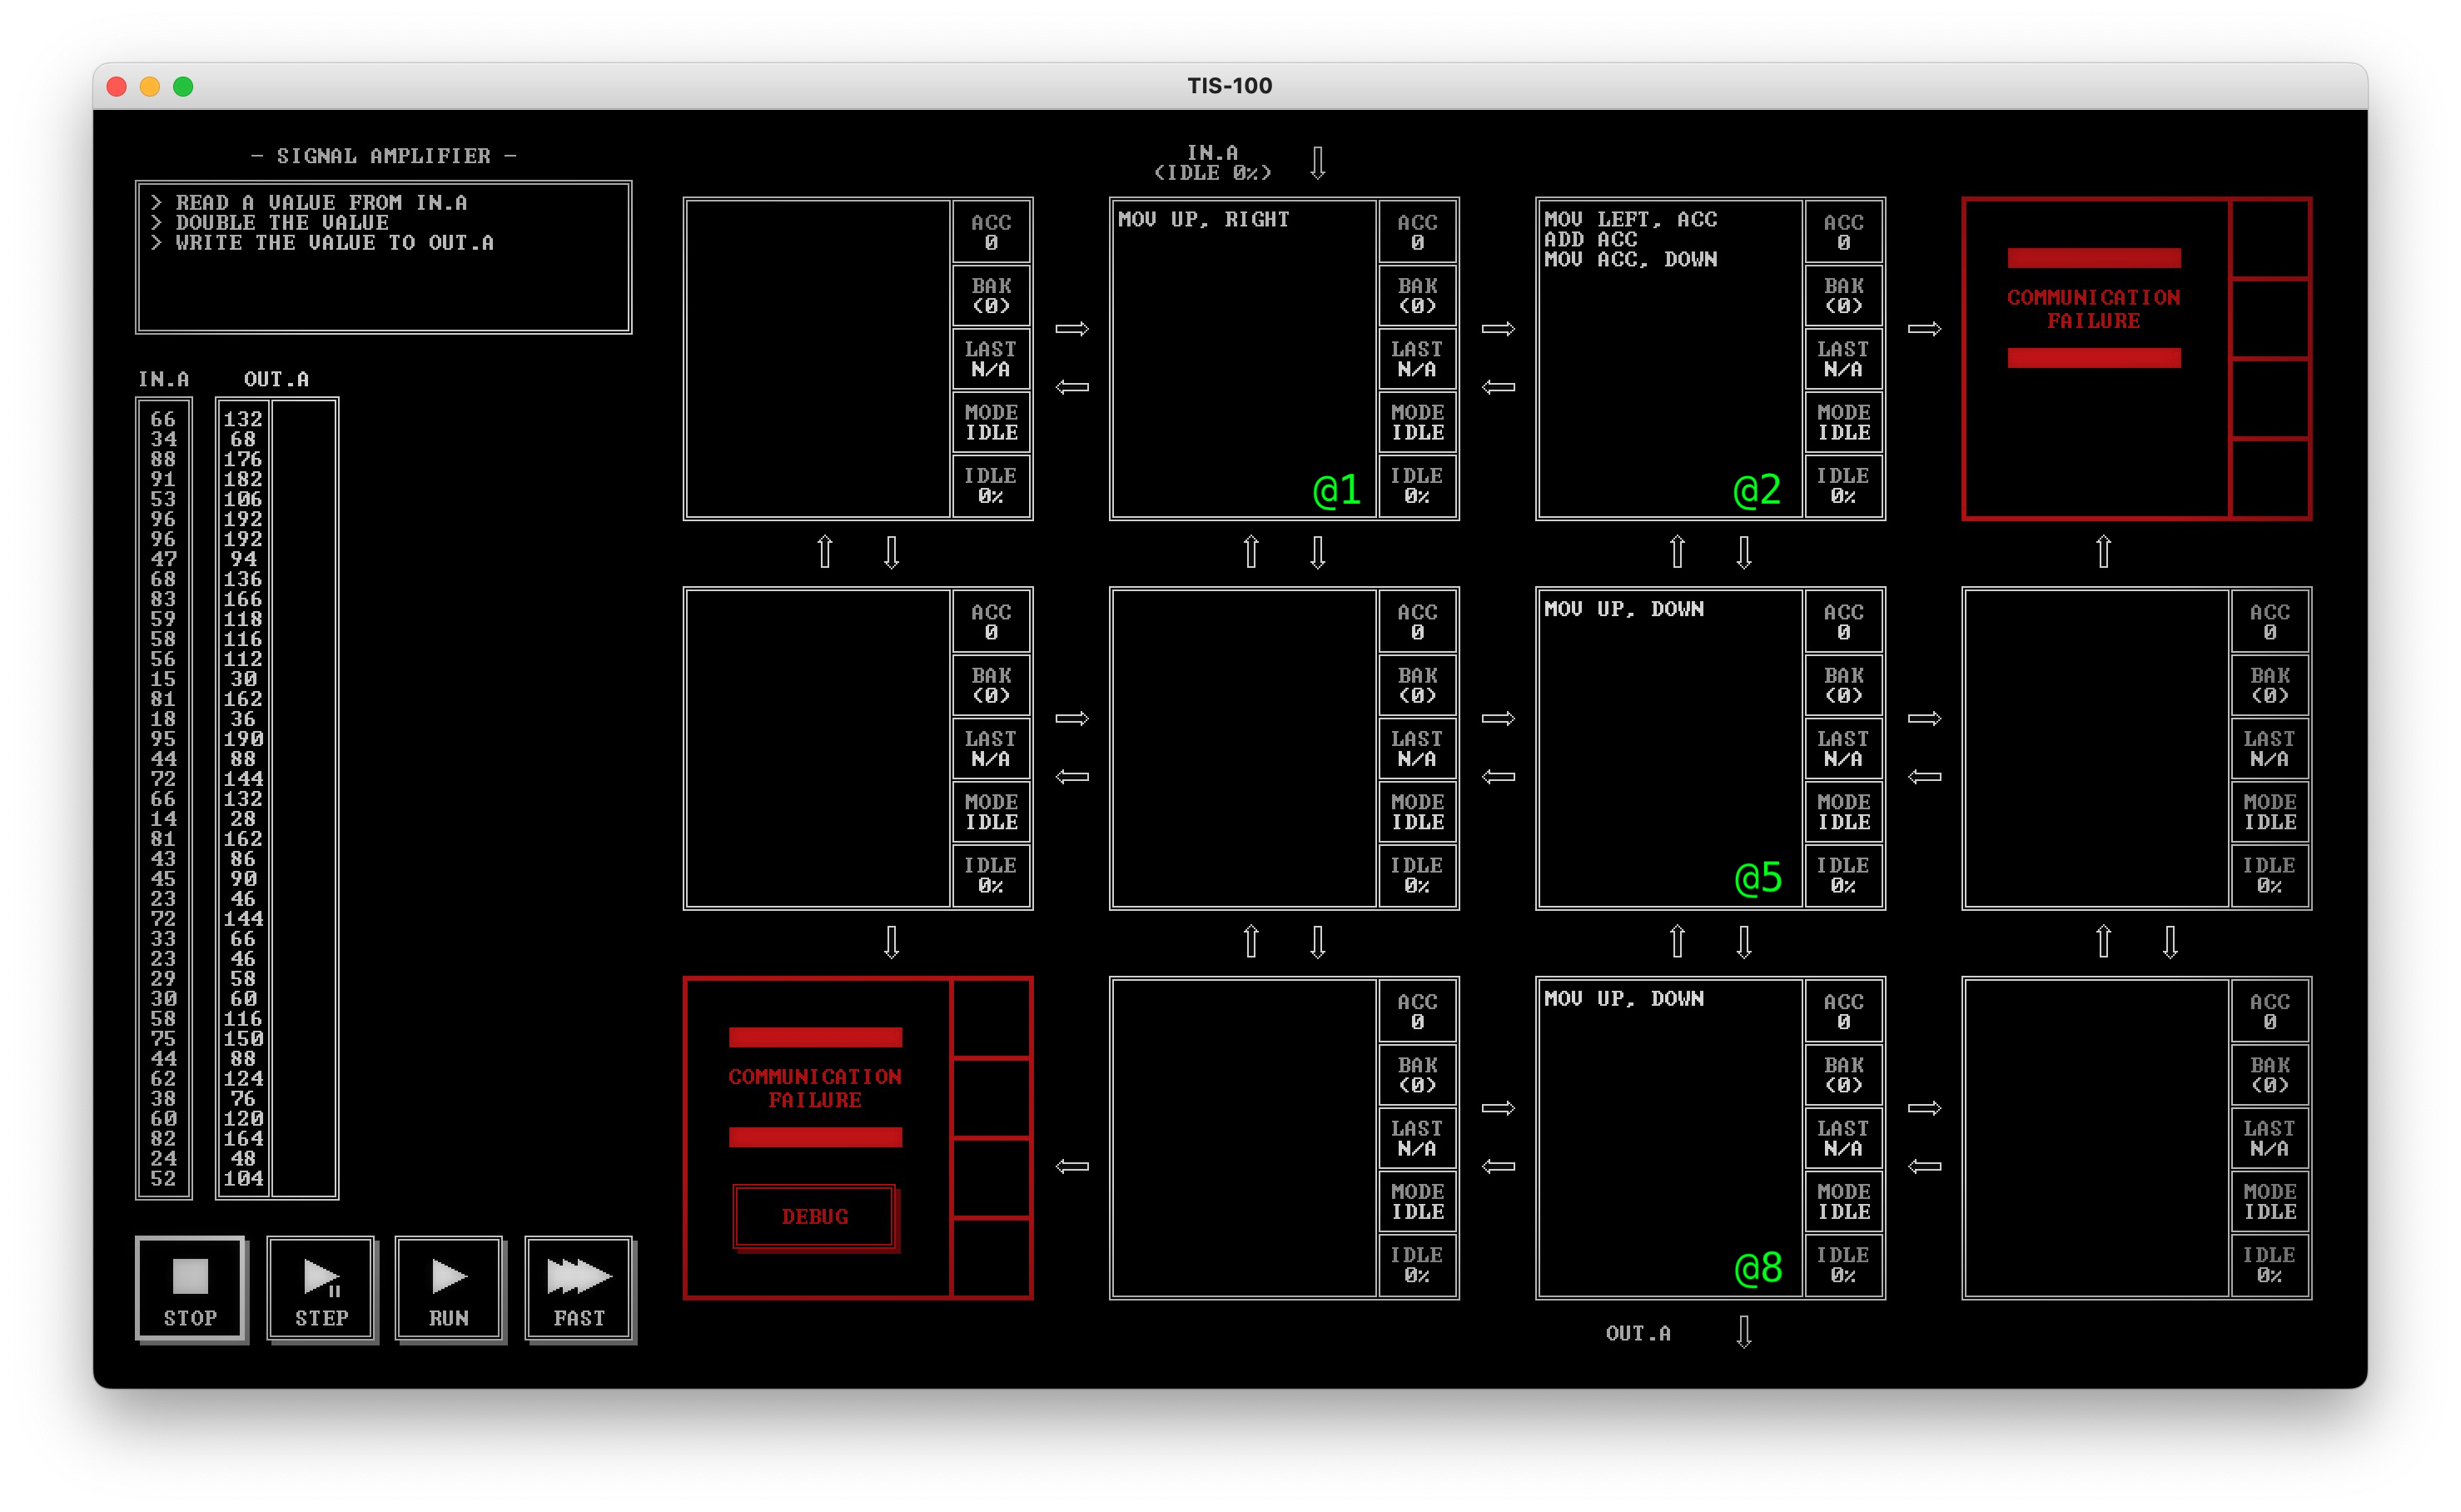 TIS-100
- SIGNAL AMPLIFIER -
> READ A VALUE FROM IN.A
> DOUBLE THE VALUE
> WRITE THE VALUE TO OUT.A
IN.A OUT.A
66 132
34 68
88 176
91 182
53 106
96 192
96 192
47 94
68 136
83 166
59 118
58 116
56 112
15 30
81 162
18 36
95 190
44 88
72 144
66 132
14 28
81 162
43 86
45 90
23 46
72 144
33 66
23 46
29 58
30 60
58 116
75 150
44 88
62 124
38 76
60 120
82 164
24 48
52 104
STOP
STEP
RUN
FAST
IN.A
(IDLE 0%)
ACC
0
BAK
(0)
LAST
N/A
MODE
IDLE
IDLE
0%
MOV UP, RIGHT
@1
ACC
0
BAK
(0)
LAST
N/A
MODE
IDLE
IDLE
0%
MOV LEFT, ACC
ADD ACC
MOV ACC, DOWN
@2
ACC
0
BAK
(0)
LAST
N/A
MODE
IDLE
IDLE
0%
COMMUNICATION
FAILURE
ACC
0
BAK
(0)
LAST
N/A
MODE
IDLE
IDLE
0%
ACC
0
BAK
(0)
LAST
N/A
MODE
IDLE
IDLE
0%
MOV UP, DOWN
@5
ACC
0
BAK
(0)
LAST
N/A
MODE
IDLE
IDLE
0%
ACC
0
BAK
(0)
LAST
N/A
MODE
IDLE
IDLE
0%
COMMUNICATION
FAILURE
DEBUG
ACC
0
BAK
(0)
LAST
N/A
MODE
IDLE
IDLE
0%
MOV UP, DOWN
@8
ACC
0
BAK
(0)
LAST
N/A
MODE
IDLE
IDLE
0%
ACC
0
BAK
(0)
LAST
N/A
MODE
IDLE
IDLE
0%
OUT.A